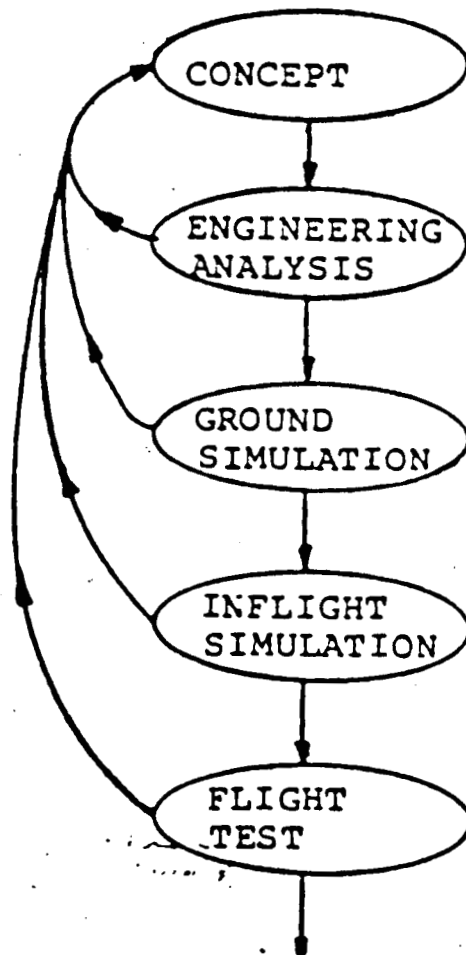 CONCEPT
ENGINEERING
ANALYSIS
GROUND
SIMULATION
INFLIGHT
SIMULATION
FLIGHT
TEST